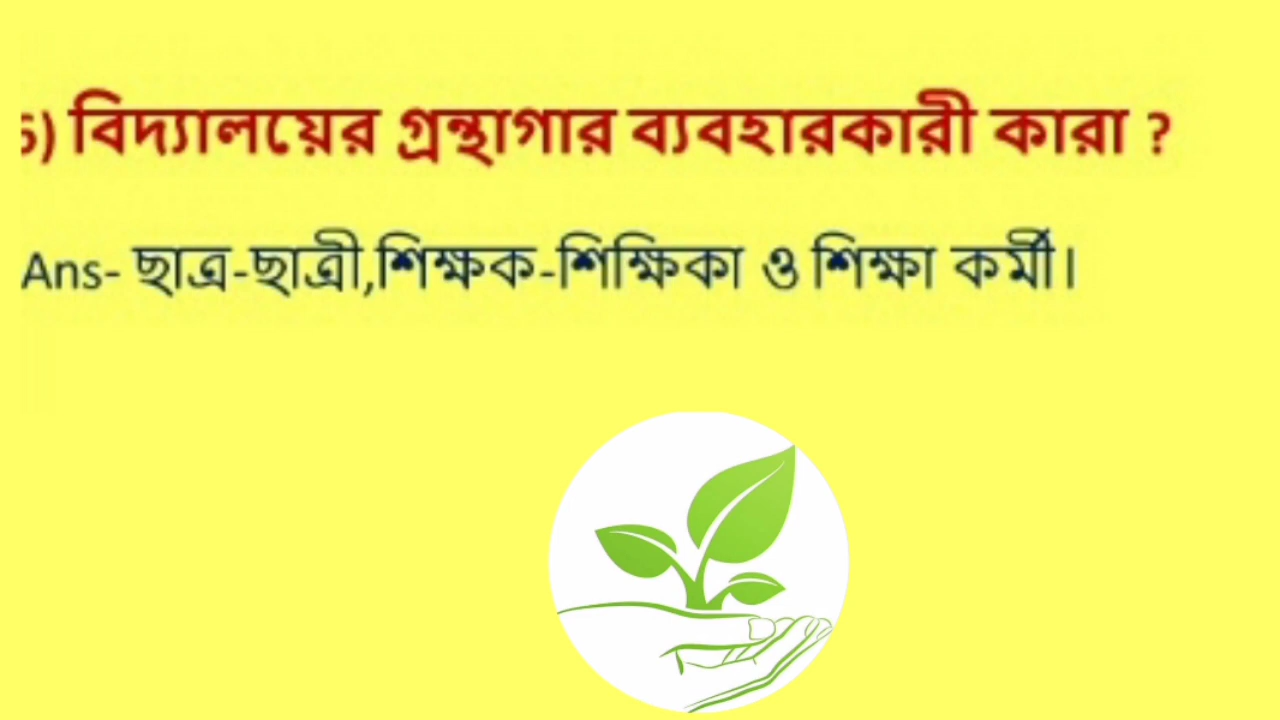 ) বিদ্যালয়ের গ্রন্থাগার ব্যবহারকারী কারা ?
Ans- ছাত্র-ছাত্রী,শিক্ষক-শিক্ষিকা ও শিক্ষা কর্মী।